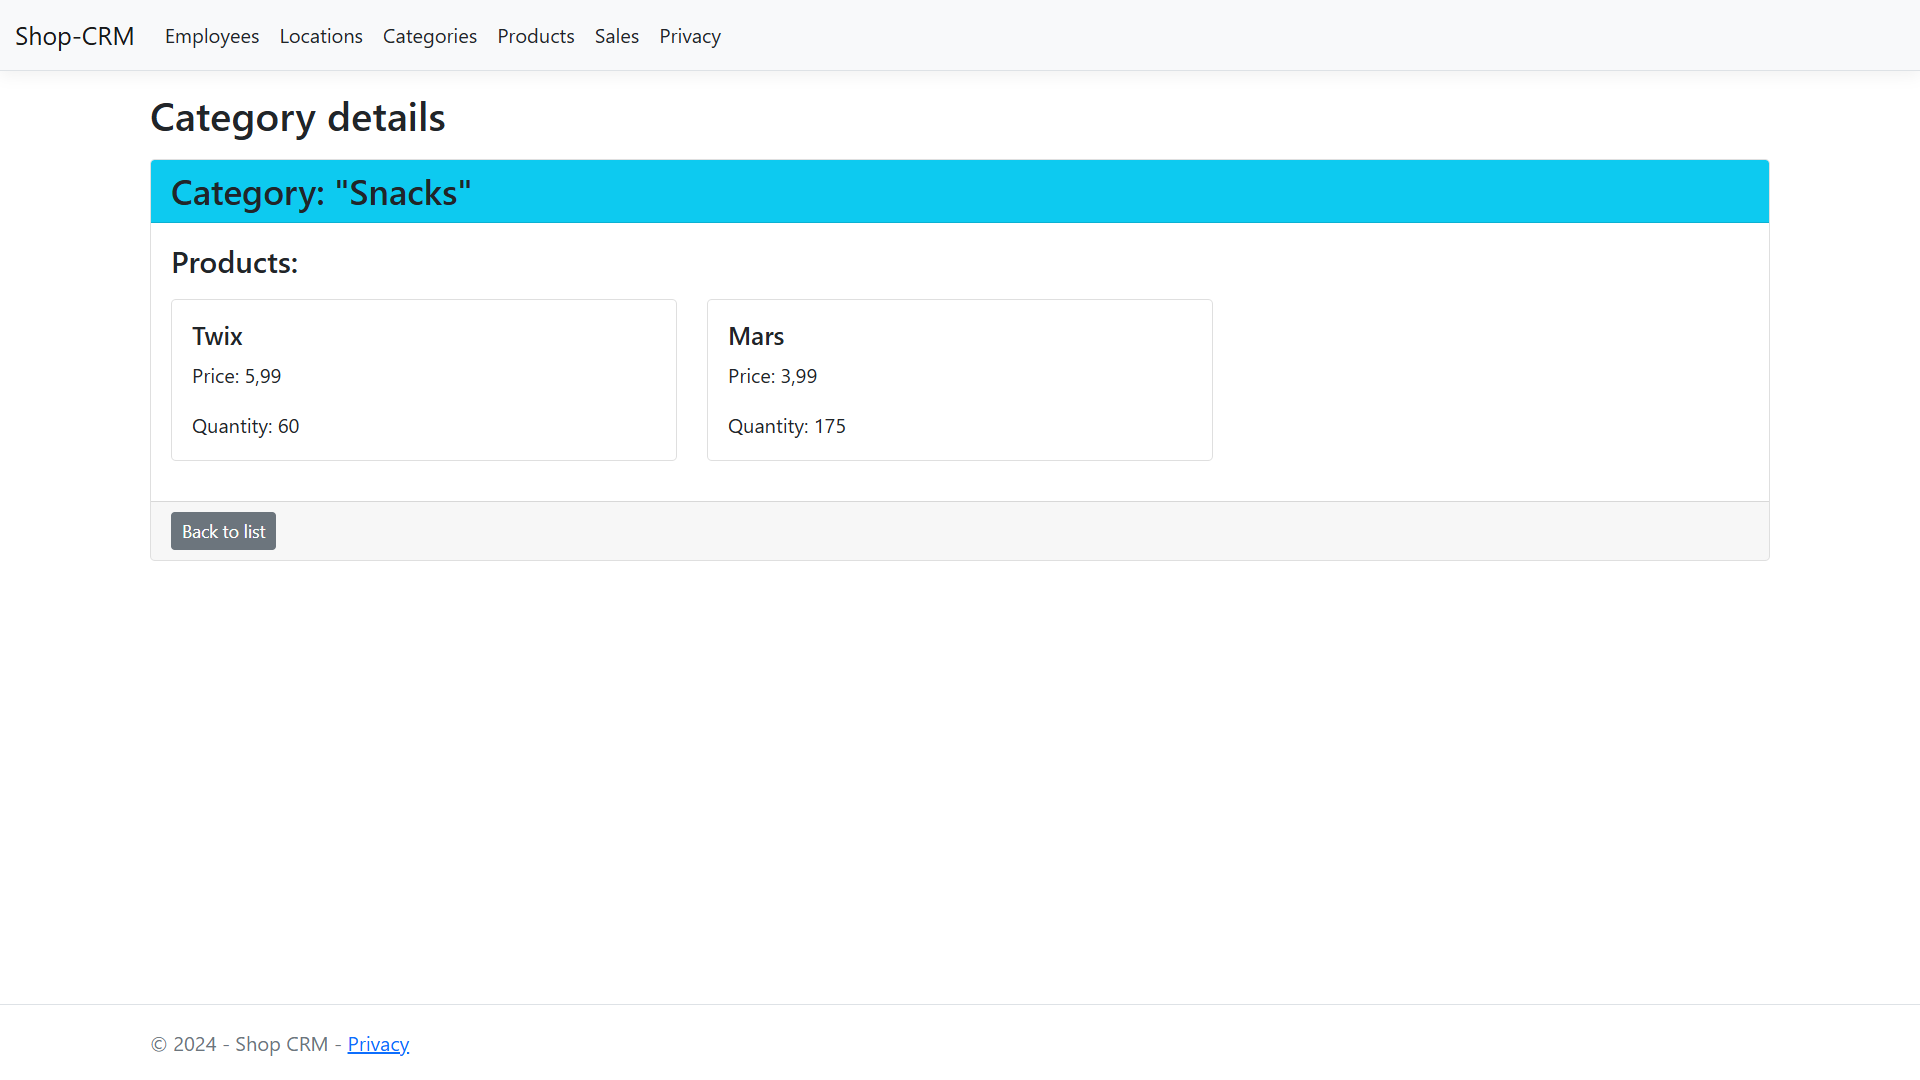 Shop-CRM Employees Locations Categories Products Sales Privacy
Category details
Category: "Snacks"
Products:
Twix
Price: 5,99
Quantity: 60
Mars
Price: 3,99
Quantity: 175
Back to list
© 2024 - Shop CRM - Privacy